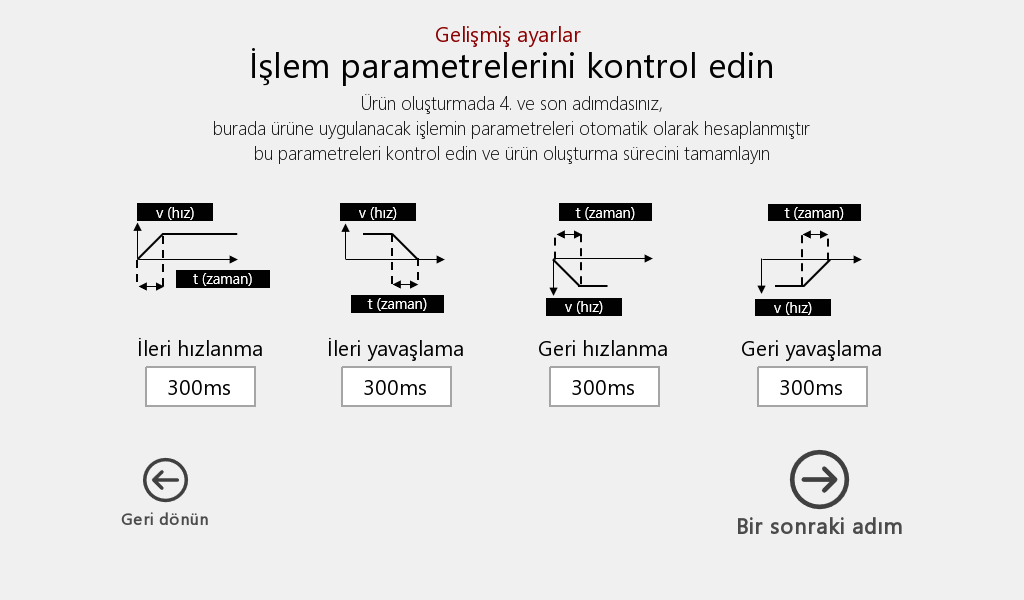 Gelişmiş ayarlar
İşlem parametrelerini kontrol edin
Ürün oluşturmada 4. ve son adımdasınız,
burada ürüne uygulanacak işlemin parametreleri otomatik olarak hesaplanmıştır
bu parametreleri kontrol edin ve ürün oluşturma sürecini tamamlayın
v (hız)
t (zaman)
v (hız)
t (zaman)
t (zaman)
v (hız)
t (zaman)
v (hız)
İleri hızlanma
İleri yavaşlama
Geri hızlanma
Geri yavaşlama
300ms
300ms
300ms
300ms
Geri dönün
Bir sonraki adım